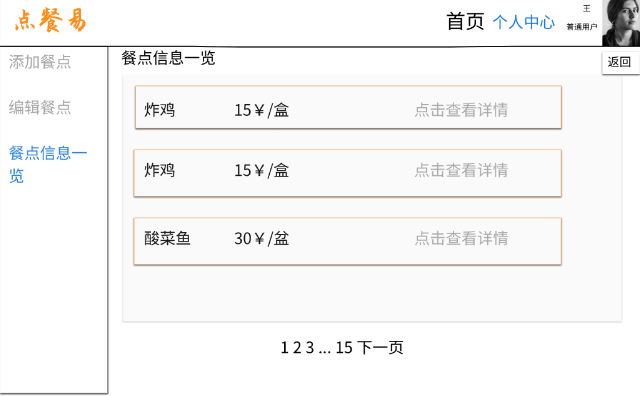 点餐易
首页 个人中心
王
普通用户
添加餐点
编辑餐点
餐点信息一
览
餐点信息一览
返回
炸鸡 15￥/盒 点击查看详情
炸鸡 15￥/盒 点击查看详情
酸菜鱼 30￥/盆 点击查看详情
1 2 3 ... 15 下一页